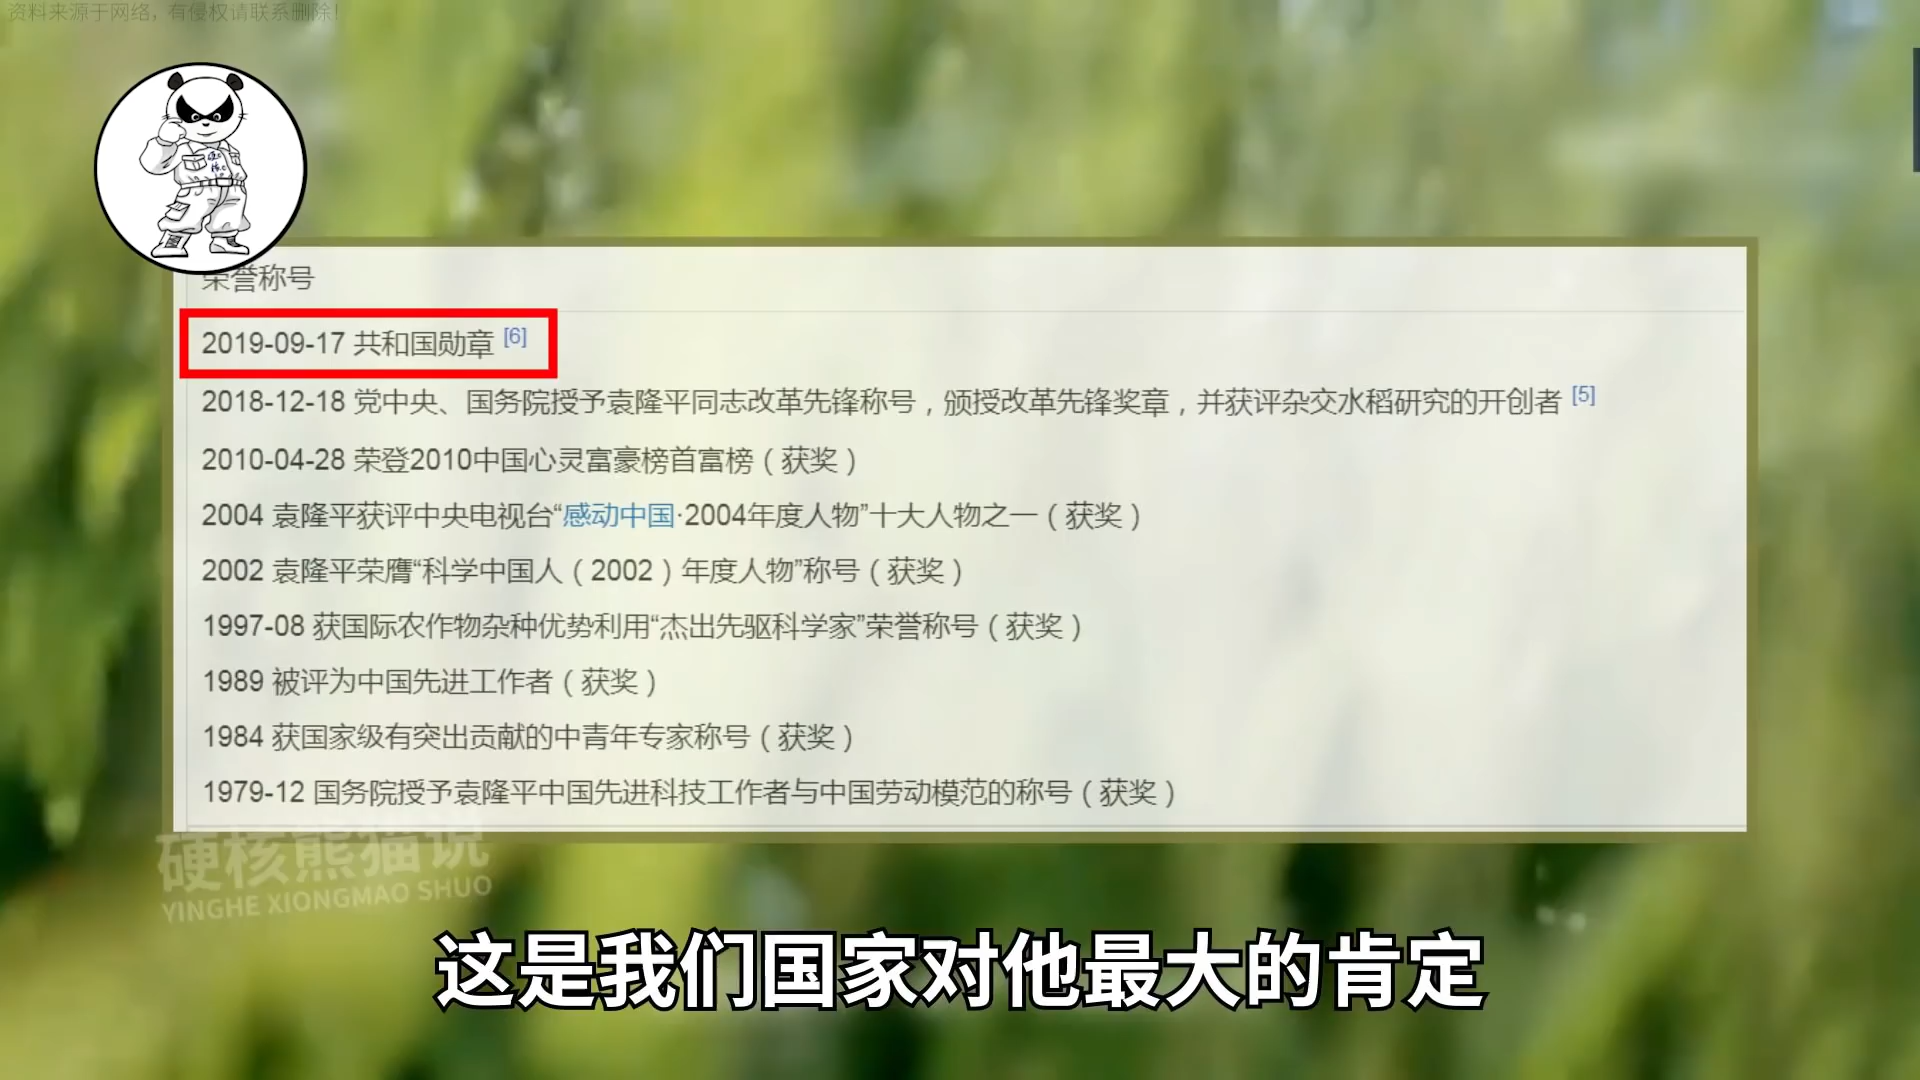 资料来源于网络，有侵权请联系删除！
荣誉称号
2019-09-17 共和国勋章 [6]
2018-12-18 党中央、国务院授予袁隆平同志改革先锋称号，颁授改革先锋奖章，并获评杂交水稻研究的开创者 [5]
2010-04-28 荣登2010中国心灵富豪榜首富榜（获奖）
2004 袁隆平获评中央电视台“感动中国·2004年度人物”十大人物之一（获奖）
2002 袁隆平荣膺“科学中国人（2002）年度人物”称号（获奖）
1997-08 获国际农作物杂种优势利用“杰出先驱科学家”荣誉称号（获奖）
1989 被评为中国先进工作者（获奖）
1984 获国家级有突出贡献的中青年专家称号（获奖）
1979-12 国务院授予袁隆平中国先进科技工作者与中国劳动模范的称号（获奖）
硬核熊猫说
YINGHE XIONGMAO SHUO
这是我们国家对他最大的肯定